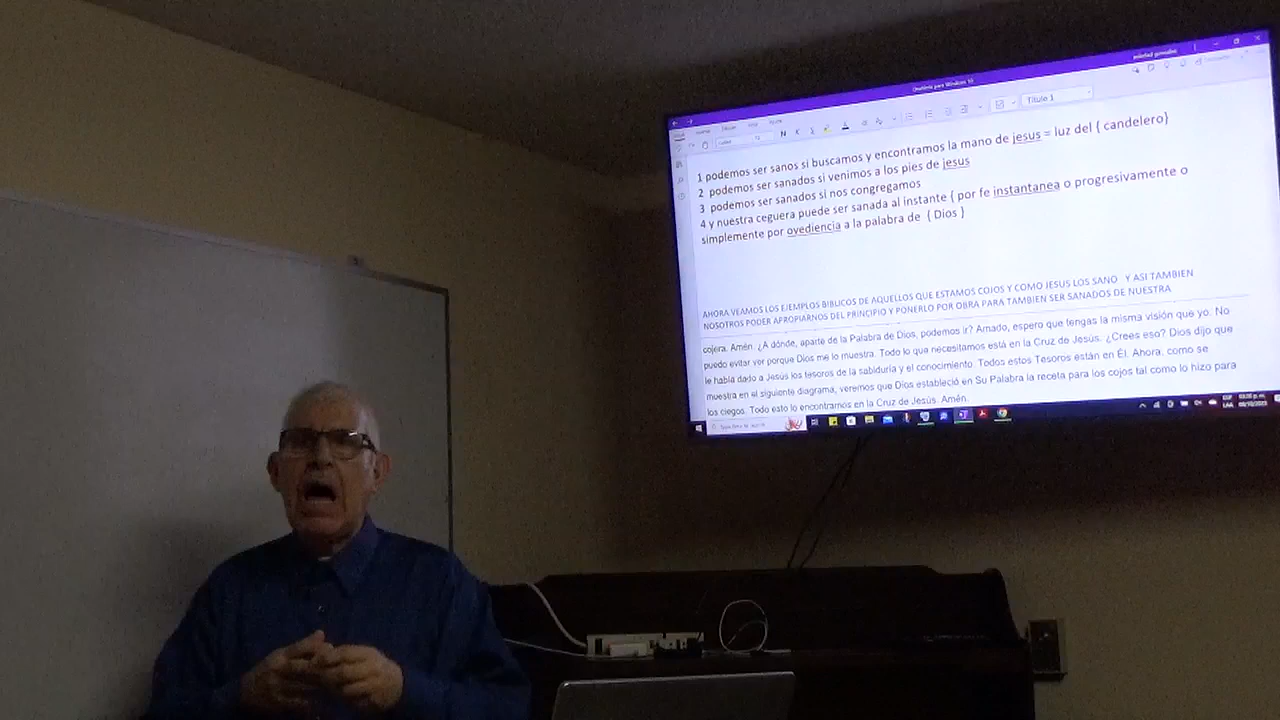 soledad gonzalez
OneNote para Windows 10
Título 1
1 podemos ser sanos si buscamos y encontramos la mano de jesus = luz del { candelero}
2 podemos ser sanados si venimos a los pies de jesus
3 podemos ser sanados si nos congregamos
4 y nuestra ceguera puede ser sanada al instante { por fe instantanea o progresivamente o
simplemente por ovediencia a la palabra de { Dios }
AHORA VEAMOS LOS EJEMPLOS BIBLICOS DE AQUELLOS QUE ESTAMOS COJOS Y COMO JESUS LOS SANO Y ASI TAMBIEN
NOSOTROS PODER APROPIARNOS DEL PRINCIPIO Y PONERLO POR OBRA PARA TAMBIEN SER SANADOS DE NUESTRA
cojera. Amén. ¿A dónde, aparte de la Palabra de Dios, podemos ir? Amado, espero que tengas la misma visión que yo. No
puedo evitar ver porque Dios me lo muestra. Todo lo que necesitamos está en la Cruz de Jesús. ¿Crees eso? Dios dijo que
le había dado a Jesús los tesoros de la sabiduría y el conocimiento. Todos estos Tesoros están en Él. Ahora, como se
muestra en el siguiente diagrama, veremos que Dios estableció en Su Palabra la receta para los cojos tal como lo hizo para
los ciegos. Todo esto lo encontramos en la Cruz de Jesús. Amén.